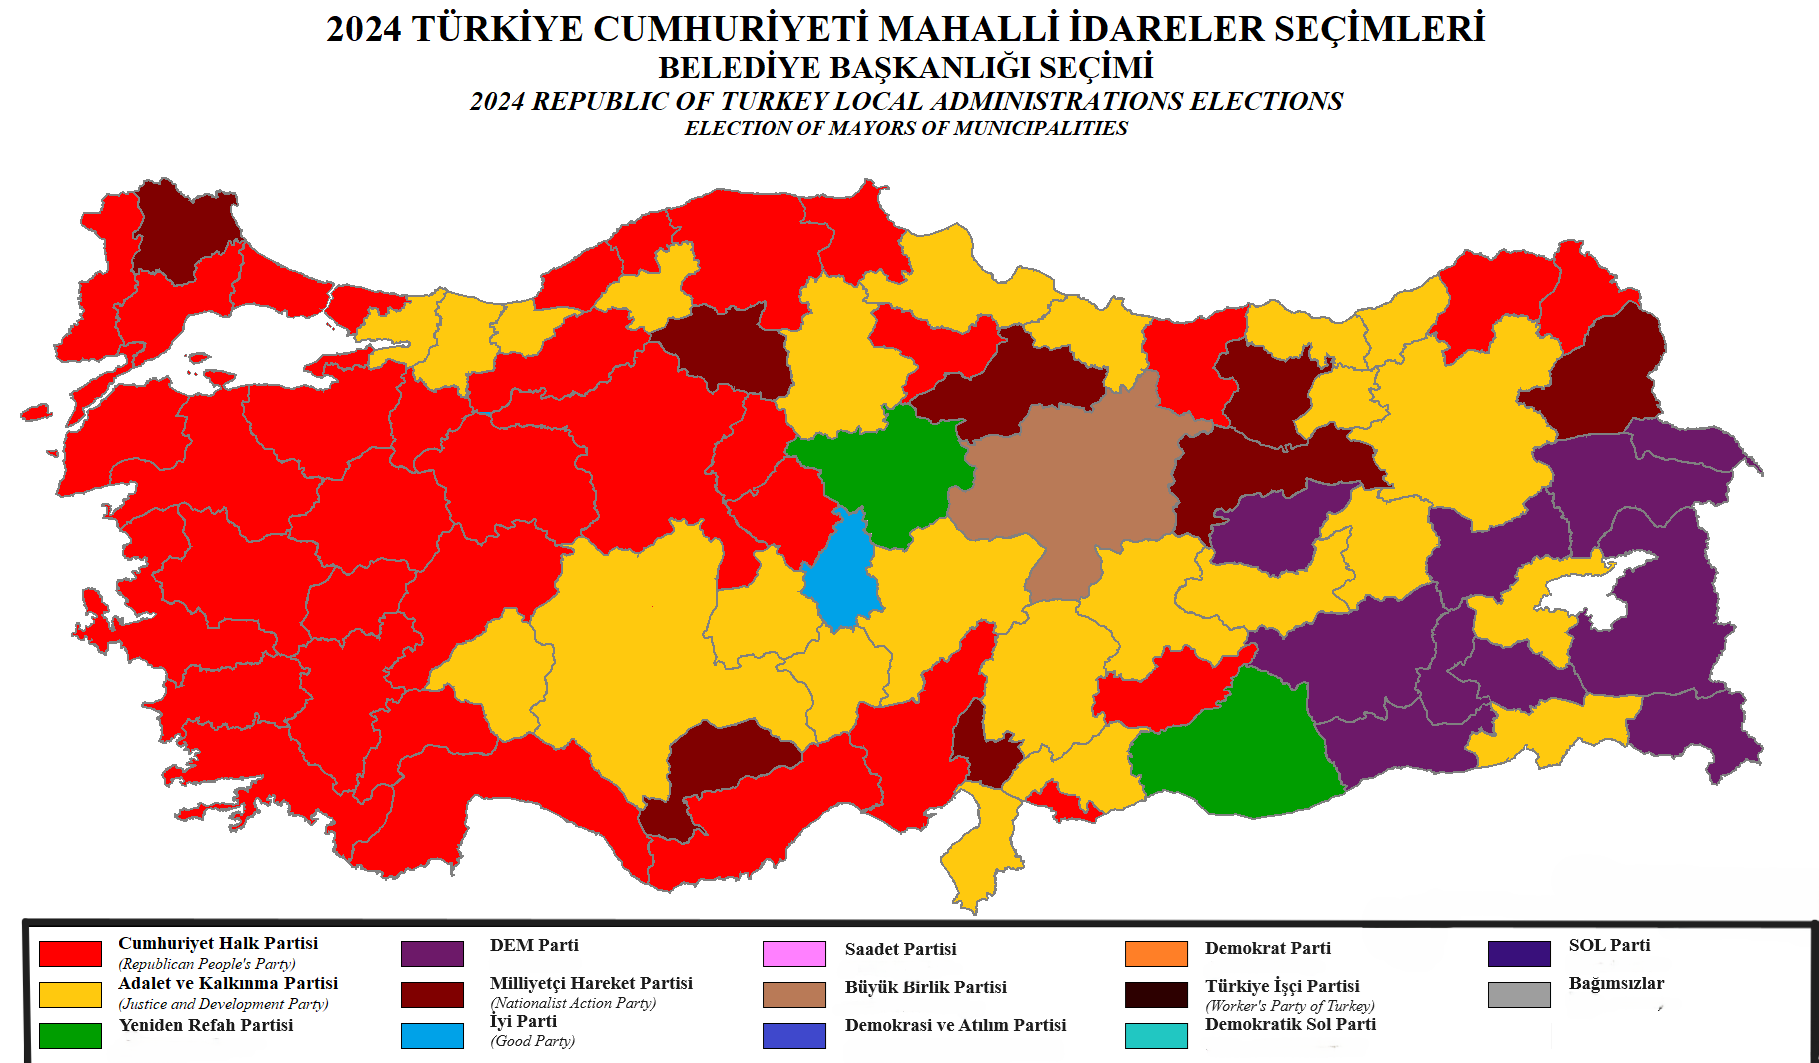 2024 TÜRKİYE CUMHURİYETİ MAHALLİ İDARELER SEÇİMLERİ
BELEDİYE BAŞKANLIĞI SEÇİMİ
2024 REPUBLIC OF TURKEY LOCAL ADMINISTRATIONS ELECTIONS
ELECTION OF MAYORS OF MUNICIPALITIES
Cumhuriyet Halk Partisi
(Republican People's Party)
Adalet ve Kalkınma Partisi
(Justice and Development Party)
Yeniden Refah Partisi
DEM Parti
Milliyetçi Hareket Partisi
(Nationalist Action Party)
İyi Parti
(Good Party)
Saadet Partisi
Büyük Birlik Partisi
Demokrasi ve Atılım Partisi
Demokrat Parti
Türkiye İşçi Partisi
(Worker's Party of Turkey)
Demokratik Sol Parti
SOL Parti
Bağımsızlar